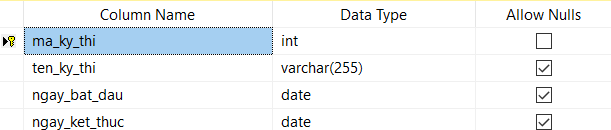 Column Name Data Type Allow Nulls
ma_ky_thi int
ten_ky_thi varchar(255)
ngay_bat_dau date
ngay_ket_thuc date